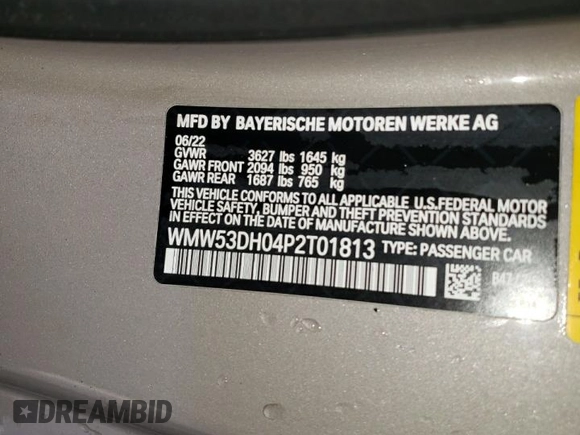 MFD BY BAYERISCHE MOTOREN WERKE AG
06/22
GVWR 3627 lbs 1645 kg
GAWR FRONT 2094 lbs 950 kg
GAWR REAR 1687 lbs 765 kg
THIS VEHICLE CONFORMS TO ALL APPLICABLE U.S.FEDERAL MOTOR
VEHICLE SAFETY, BUMPER AND THEFT PREVENTION STANDARDS
IN EFFECT ON THE DATE OF MANUFACTURE SHOWN ABOVE.
WMW53DH04P2T01813 TYPE: PASSENGER CAR
B47
DREAMBID